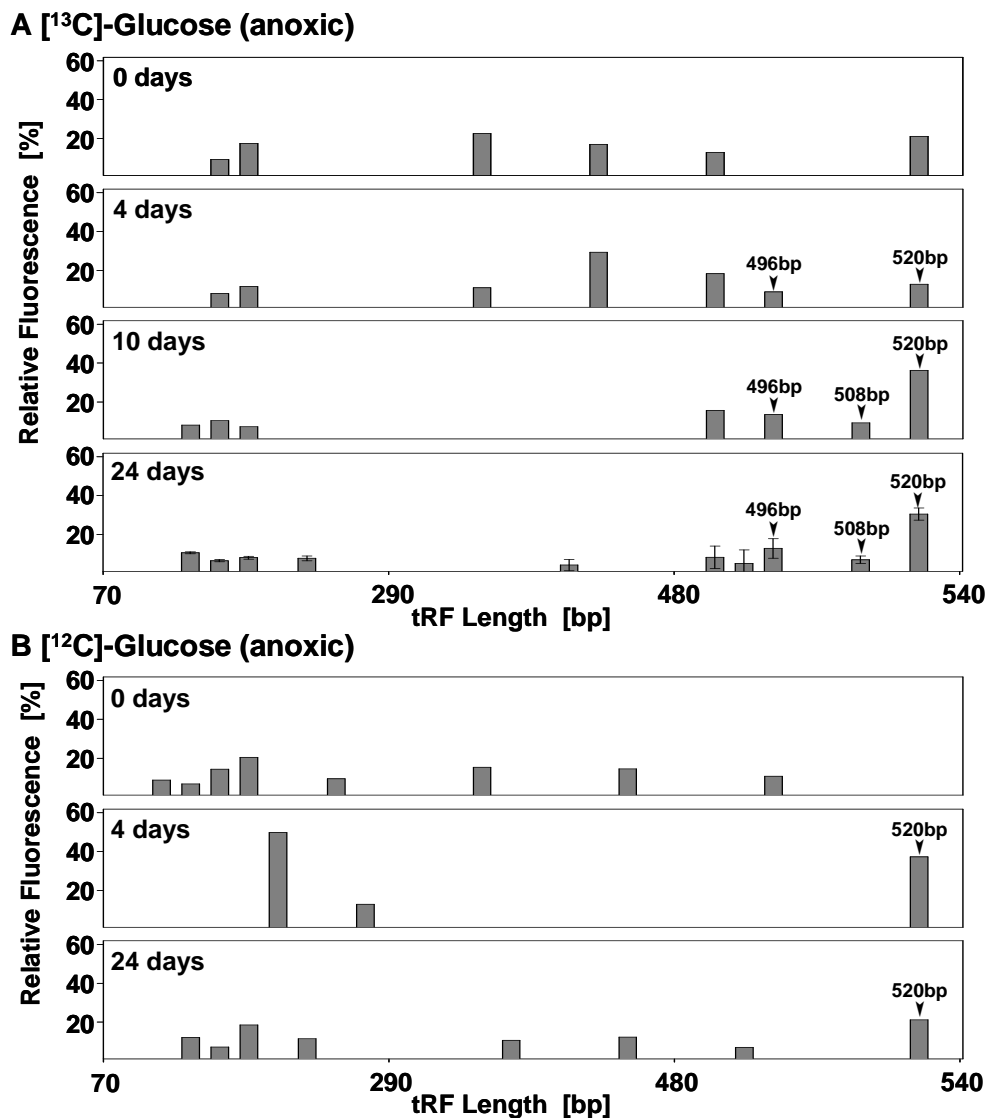 A [¹³C]-Glucose (anoxic)
Relative Fluorescence [%]
0 days
60
40
20
4 days
60
40
20
496bp
520bp
10 days
60
40
20
496bp
508bp
520bp
24 days
60
40
20
496bp
508bp
520bp
70 290 480 540
tRF Length [bp]
B [¹²C]-Glucose (anoxic)
Relative Fluorescence [%]
0 days
60
40
20
4 days
60
40
20
520bp
24 days
60
40
20
520bp
70 290 480 540
tRF Length [bp]